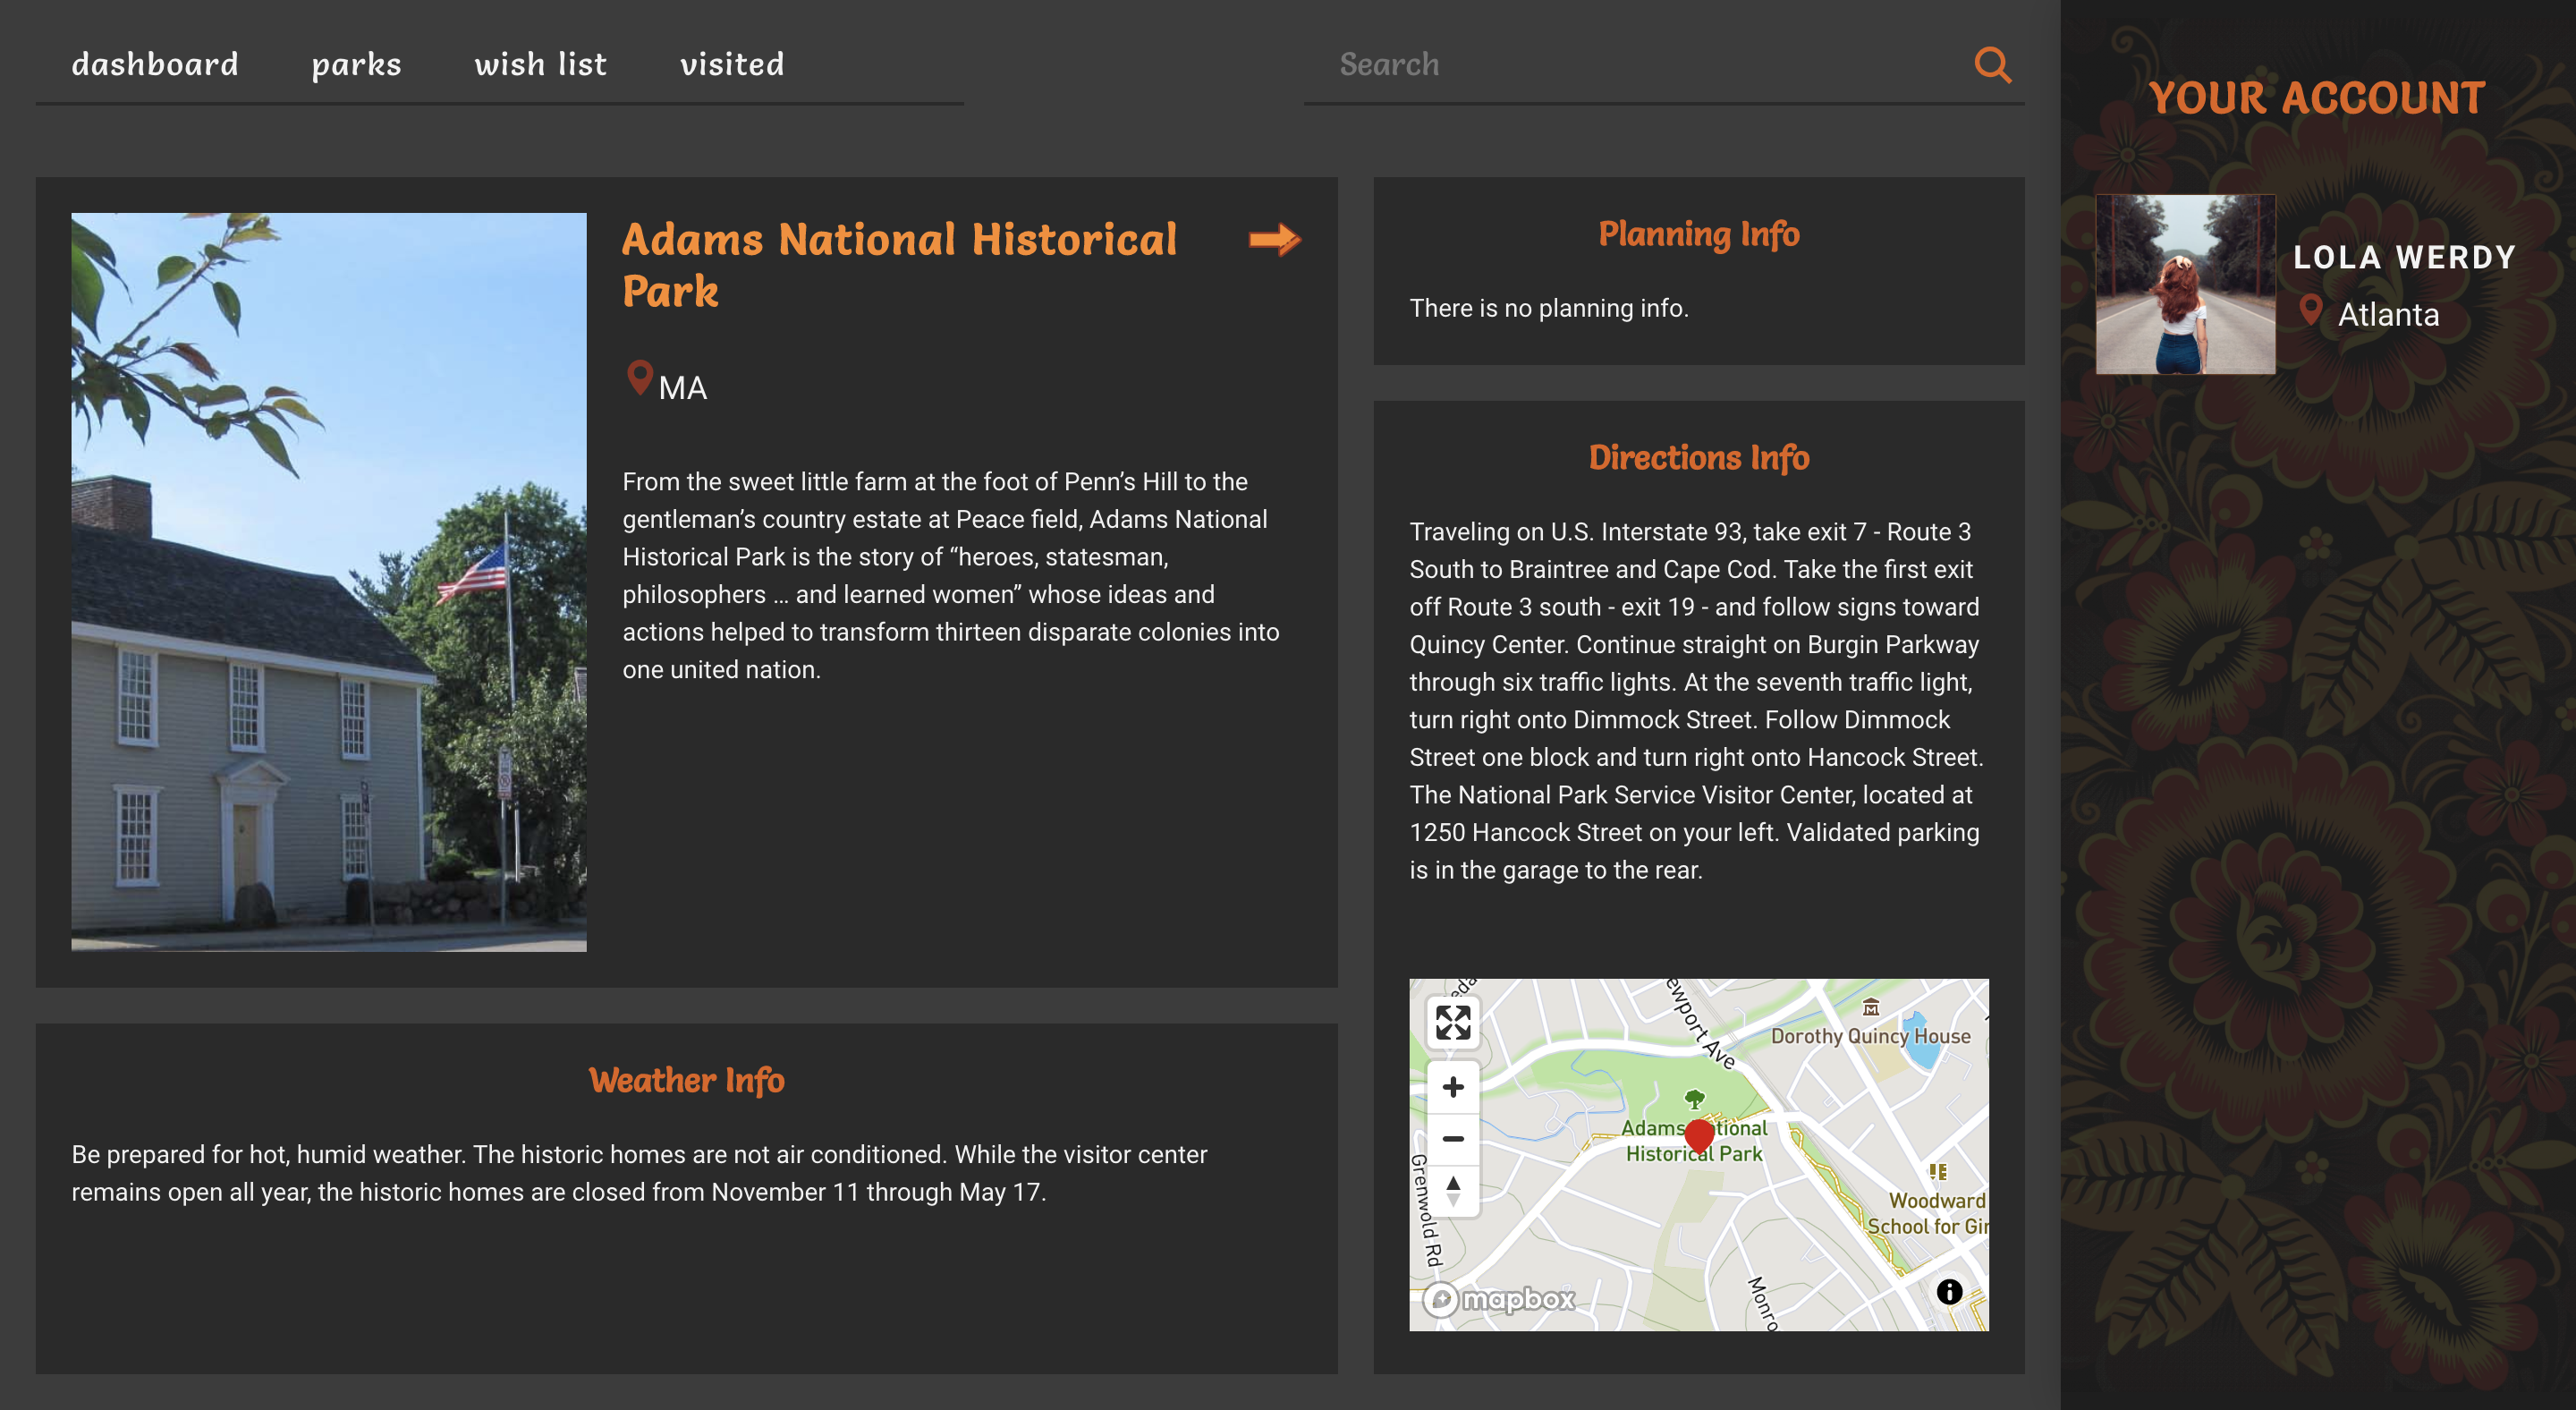 dashboard parks wish list visited
Search
YOUR ACCOUNT
LOLA WERDY
Atlanta
Adams National Historical
Park
MA
From the sweet little farm at the foot of Penn’s Hill to the
gentleman’s country estate at Peace field, Adams National
Historical Park is the story of “heroes, statesman,
philosophers ... and learned women” whose ideas and
actions helped to transform thirteen disparate colonies into
one united nation.
Weather Info
Be prepared for hot, humid weather. The historic homes are not air conditioned. While the visitor center
remains open all year, the historic homes are closed from November 11 through May 17.
Planning Info
There is no planning info.
Directions Info
Traveling on U.S. Interstate 93, take exit 7 - Route 3
South to Braintree and Cape Cod. Take the first exit
off Route 3 south - exit 19 - and follow signs toward
Quincy Center. Continue straight on Burgin Parkway
through six traffic lights. At the seventh traffic light,
turn right onto Dimmock Street. Follow Dimmock
Street one block and turn right onto Hancock Street.
The National Park Service Visitor Center, located at
1250 Hancock Street on your left. Validated parking
is in the garage to the rear.
ewport Ave
Dorothy Quincy House
Historical Park
Grenwold Rd
Woodward
School for Gir
Monro
mapbox